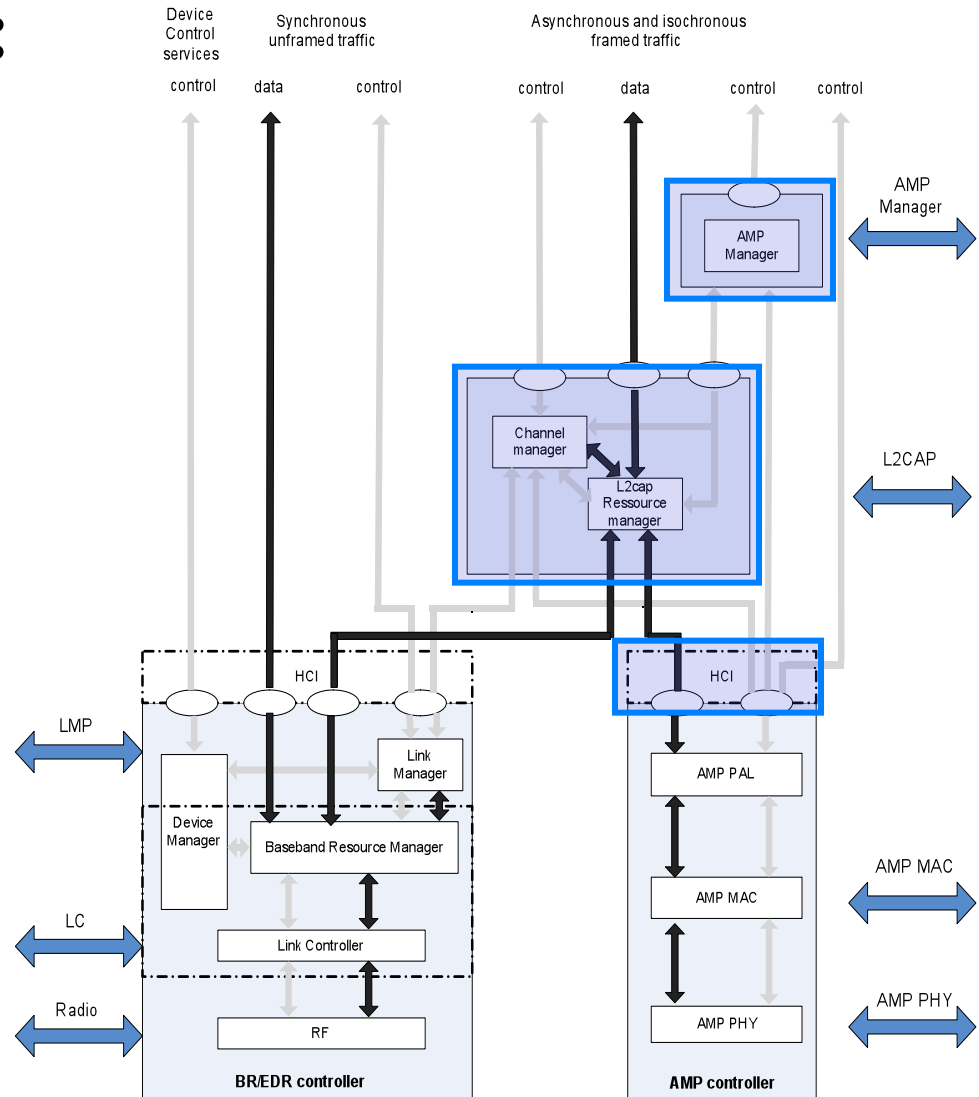 Device
Control
services
Synchronous
unframed traffic
Asynchronous and isochronous
framed traffic
control
data
control
control
data
control
control
AMP
Manager
AMP
Manager
Channel
manager
L2CAP
L2cap
Ressource
manager
HCI
HCI
LMP
Link
Manager
AMP PAL
Device
Manager
Baseband Resource Manager
AMP MAC
AMP MAC
LC
Link Controller
Radio
RF
AMP PHY
AMP PHY
BR/EDR controller
AMP controller